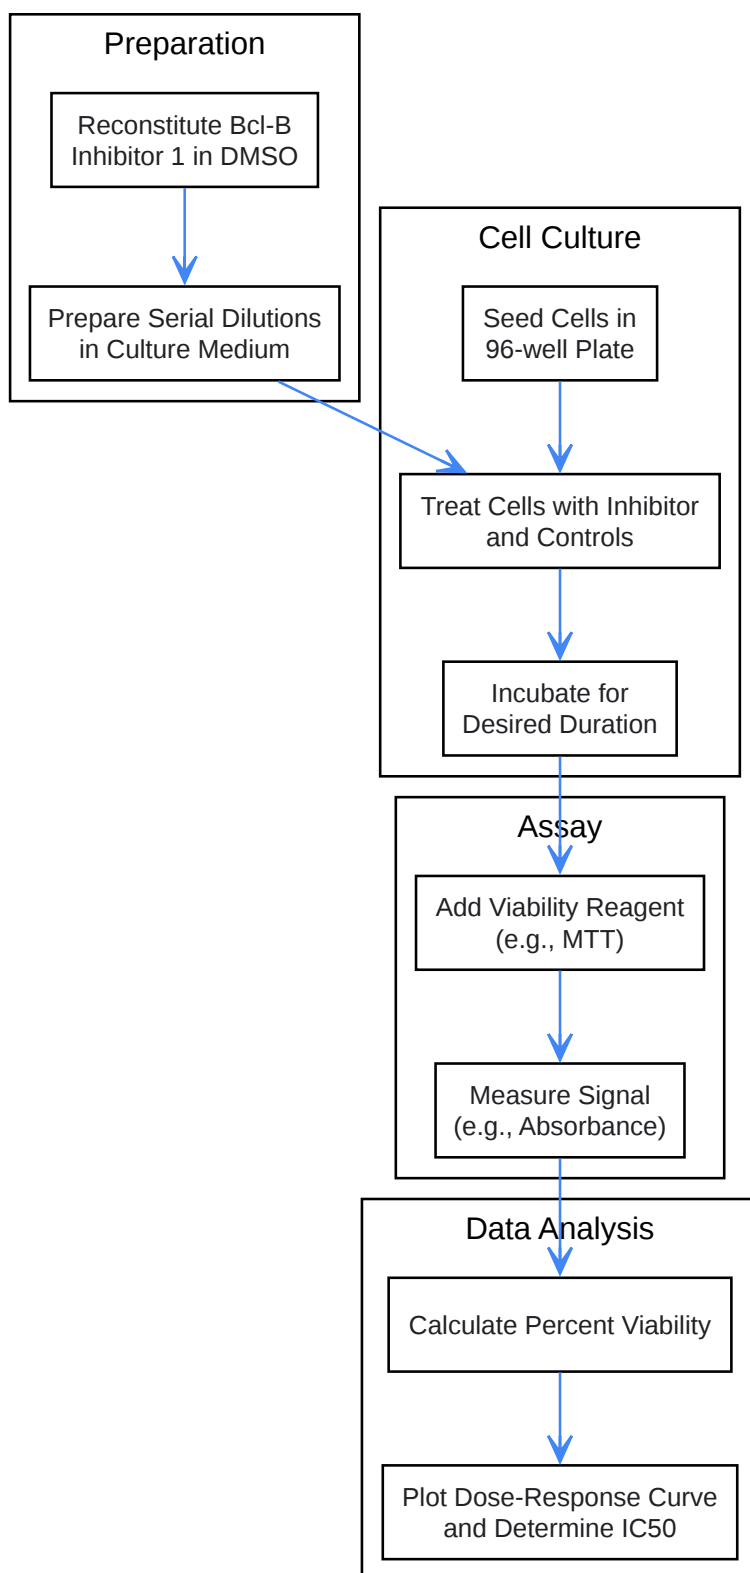 Preparation
Reconstitute Bcl-B
Inhibitor 1 in DMSO
Prepare Serial Dilutions
in Culture Medium
Cell Culture
Seed Cells in
96-well Plate
Treat Cells with Inhibitor
and Controls
Incubate for
Desired Duration
Assay
Add Viability Reagent
(e.g., MTT)
Measure Signal
(e.g., Absorbance)
Data Analysis
Calculate Percent Viability
Plot Dose-Response Curve
and Determine IC50